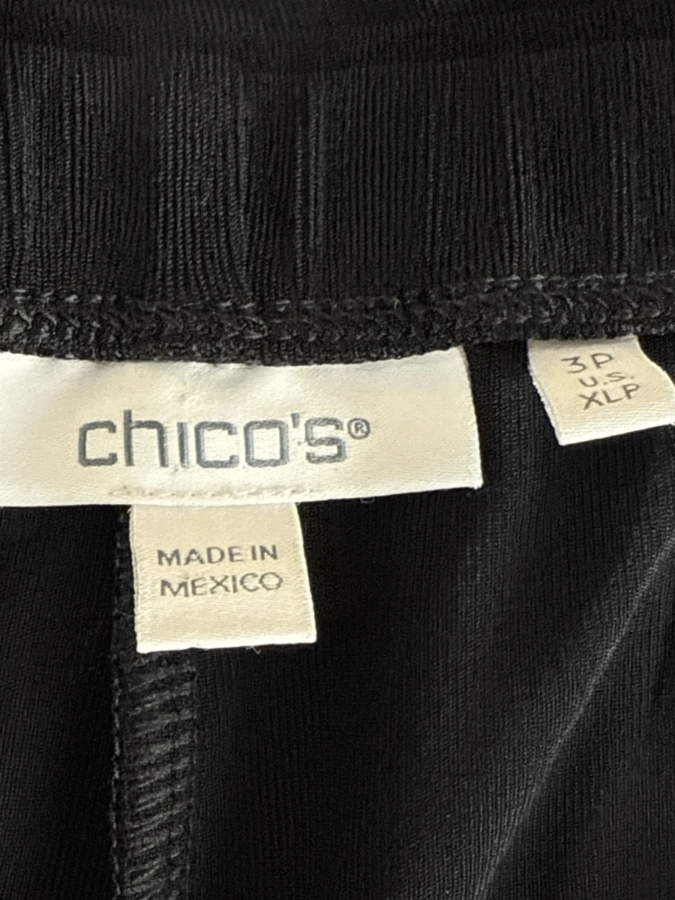 chico's®
MADE IN
MEXICO
3P
U.S.
XLP